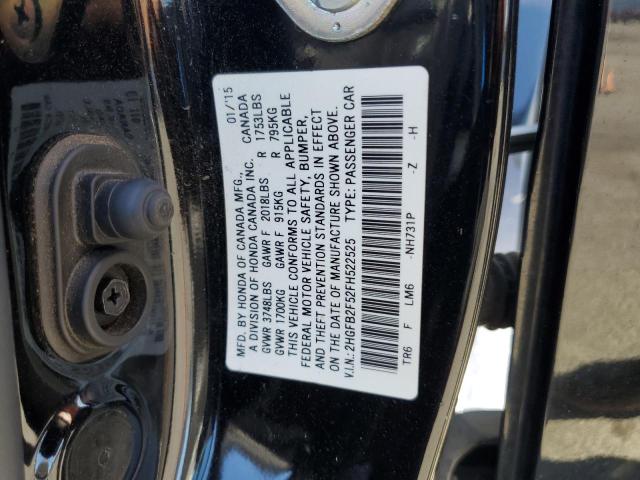 MFD. BY HONDA OF CANADA MFG., CANADA 01/'15
A DIVISION OF HONDA CANADA INC.
GVWR 3748LBS GAWR F 2018LBS R 1753LBS
GVWR 1700KG GAWR F 915KG R 795KG
THIS VEHICLE CONFORMS TO ALL APPLICABLE
FEDERAL MOTOR VEHICLE SAFETY, BUMPER,
AND THEFT PREVENTION STANDARDS IN EFFECT
ON THE DATE OF MANUFACTURE SHOWN ABOVE.
V.I.N.:2HGFB2F52FH522525 TYPE: PASSENGER CAR
TR6 F LM6 -NH731P -Z -H